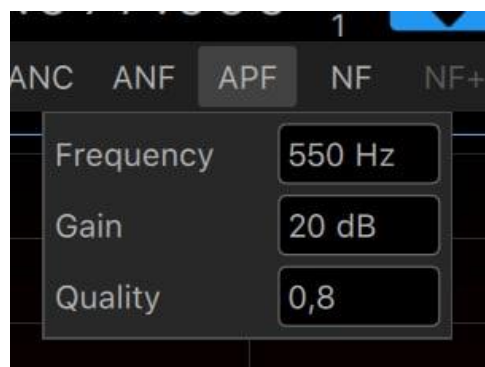 1
ANC ANF APF NF NF+
Frequency 550 Hz
Gain 20 dB
Quality 0,8